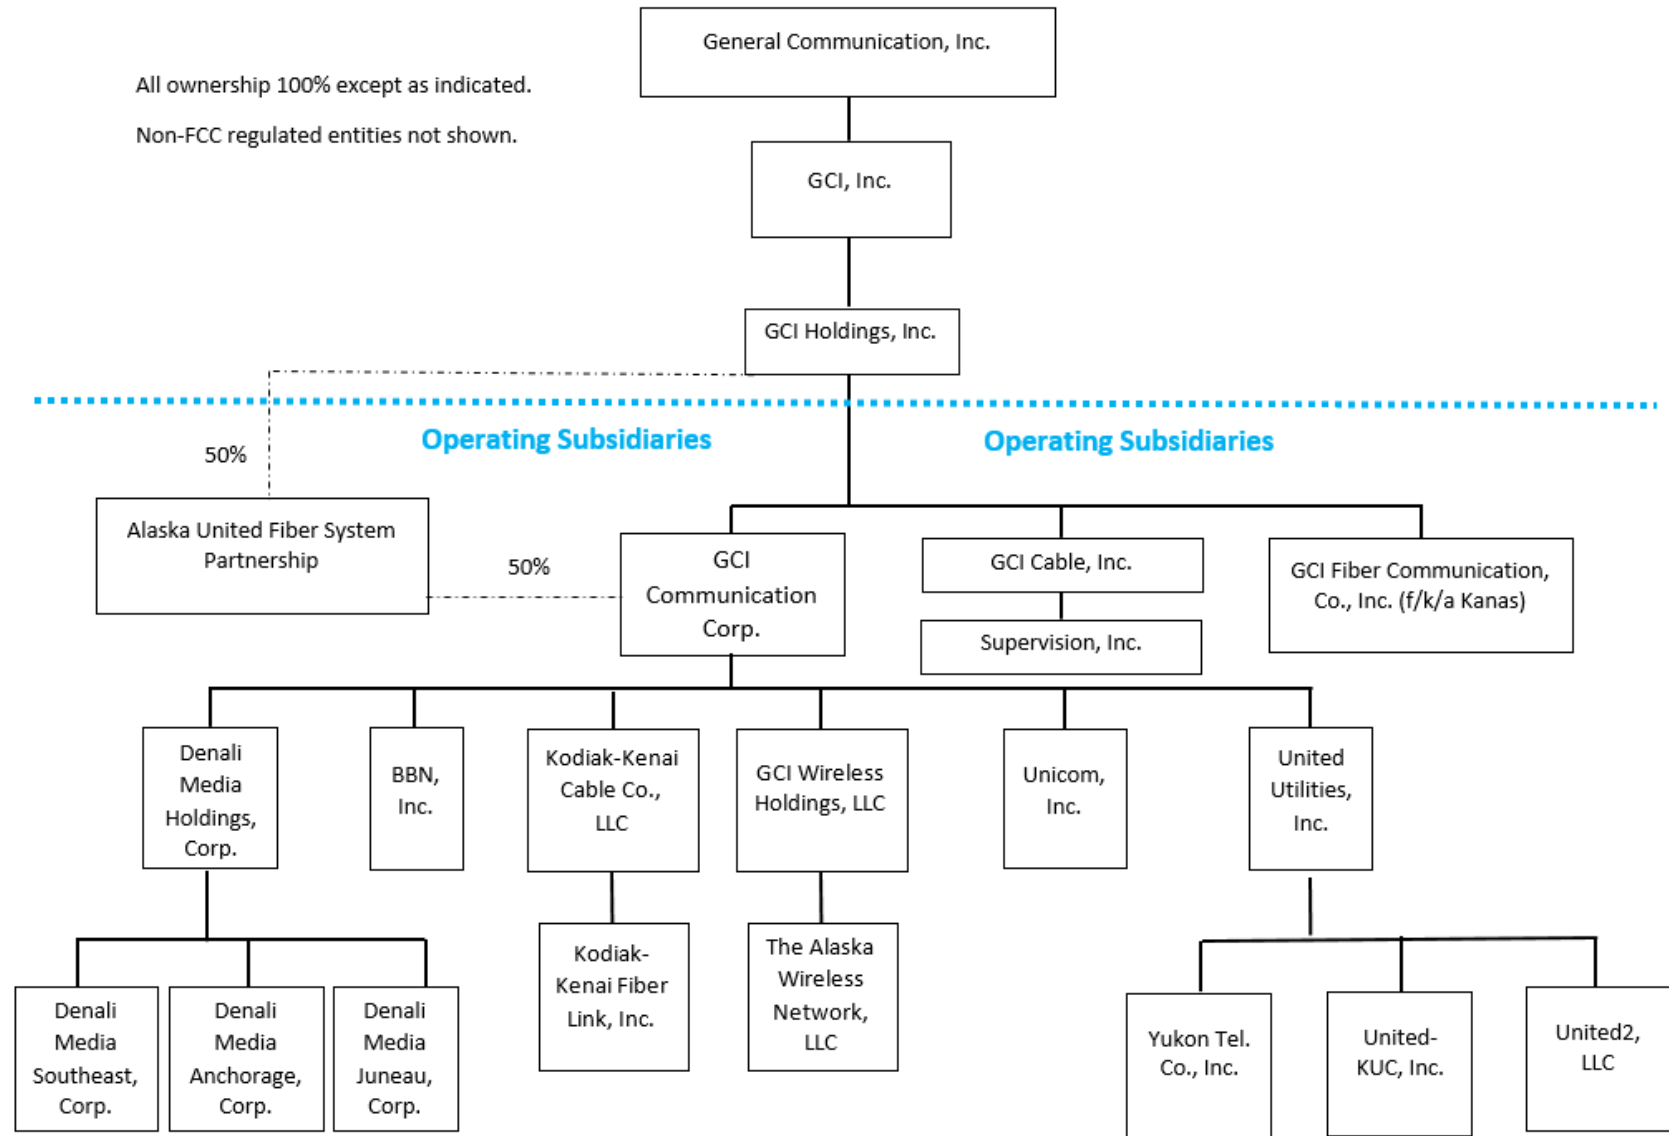 General Communication, Inc.
All ownership 100% except as indicated.
Non-FCC regulated entities not shown.
GCI, Inc.
GCI Holdings, Inc.
Operating Subsidiaries
Operating Subsidiaries
50%
Alaska United Fiber System
Partnership
50%
GCI
Communication
Corp.
GCI Cable, Inc.
Supervision, Inc.
GCI Fiber Communication,
Co., Inc. (f/k/a Kanas)
Denali
Media
Holdings,
Corp.
BBN,
Inc.
Kodiak-Kenai
Cable Co.,
LLC
GCI Wireless
Holdings, LLC
Unicom,
Inc.
United
Utilities,
Inc.
Denali
Media
Southeast,
Corp.
Denali
Media
Anchorage,
Corp.
Denali
Media
Juneau,
Corp.
Kodiak-
Kenai Fiber
Link, Inc.
The Alaska
Wireless
Network,
LLC
Yukon Tel.
Co., Inc.
United-
KUC, Inc.
United2,
LLC